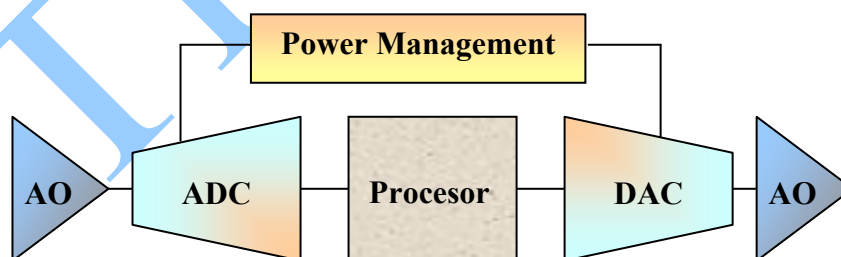 Power Management
AO
ADC
Procesor
DAC
AO